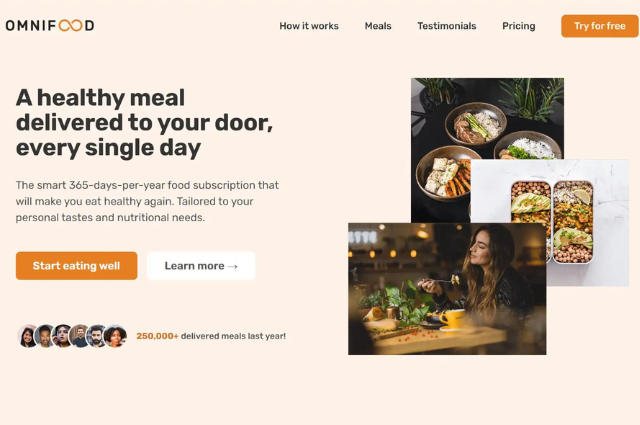 OMNIFOOD
How it works
Meals
Testimonials
Pricing
Try for free
A healthy meal
delivered to your door,
every single day
The smart 365-days-per-year food subscription that
will make you eat healthy again. Tailored to your
personal tastes and nutritional needs.
Start eating well
Learn more →
250,000+ delivered meals last year!